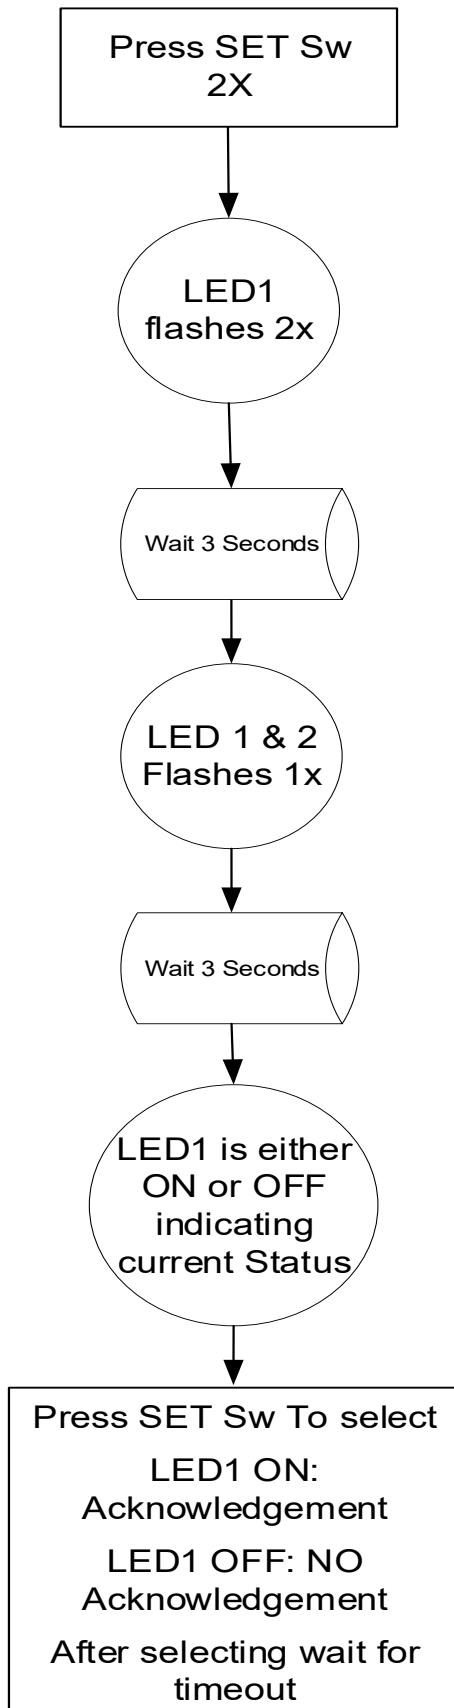 Press SET Sw
2X
LED1
flashes 2x
Wait 3 Seconds
LED 1 & 2
Flashes 1x
Wait 3 Seconds
LED1 is either
ON or OFF
indicating
current Status
Press SET Sw To select
LED1 ON:
Acknowledgement
LED1 OFF: NO
Acknowledgement
After selecting wait for
timeout